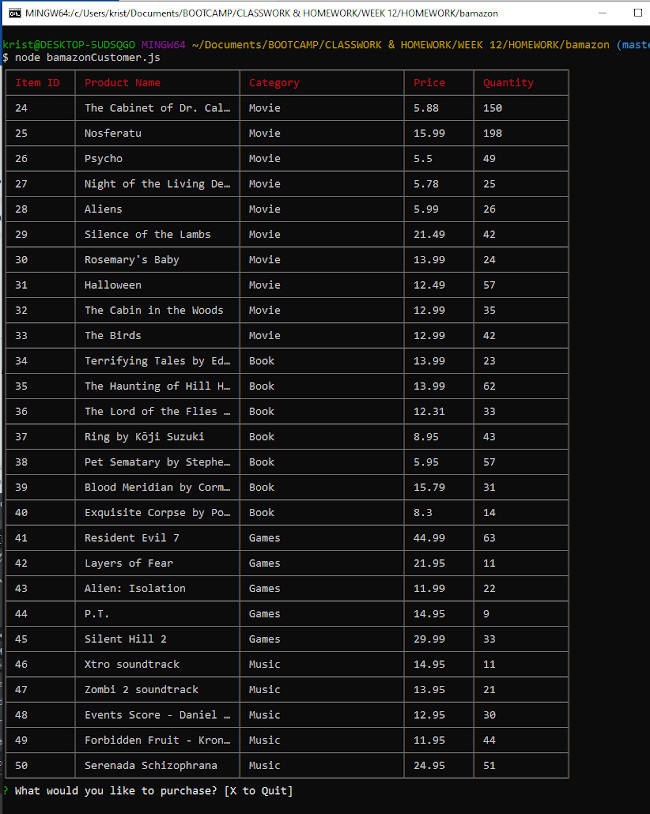 MINGW64:/c/Users/krist/Documents/BOOTCAMP/CLASSWORK & HOMEWORK/WEEK 12/HOMEWORK/bamazon
krist@DESKTOP-5UDSQGO MINGW64 ~/Documents/BOOTCAMP/CLASSWORK & HOMEWORK/WEEK 12/HOMEWORK/bamazon (maste
$ node bamazonCustomer.js
Item ID Product Name Category Price Quantity
24 The Cabinet of Dr. Cal… Movie 5.88 150
25 Nosferatu Movie 15.99 198
26 Psycho Movie 5.5 49
27 Night of the Living De… Movie 5.78 25
28 Aliens Movie 5.99 26
29 Silence of the Lambs Movie 21.49 42
30 Rosemary's Baby Movie 13.99 24
31 Halloween Movie 12.49 57
32 The Cabin in the Woods Movie 12.99 35
33 The Birds Movie 12.99 42
34 Terrifying Tales by Ed… Book 13.99 23
35 The Haunting of Hill H… Book 13.99 62
36 The Lord of the Flies … Book 12.31 33
37 Ring by Kōji Suzuki Book 8.95 43
38 Pet Sematary by Stephe… Book 5.95 57
39 Blood Meridian by Corm… Book 15.79 31
40 Exquisite Corpse by Po… Book 8.3 14
41 Resident Evil 7 Games 44.99 63
42 Layers of Fear Games 21.95 11
43 Alien: Isolation Games 11.99 22
44 P.T. Games 14.95 9
45 Silent Hill 2 Games 29.99 33
46 Xtro soundtrack Music 14.95 11
47 Zombi 2 soundtrack Music 13.95 21
48 Events Score - Daniel … Music 12.95 30
49 Forbidden Fruit - Kron… Music 11.95 44
50 Serenada Schizophrana Music 24.95 51
? What would you like to purchase? [X to Quit]